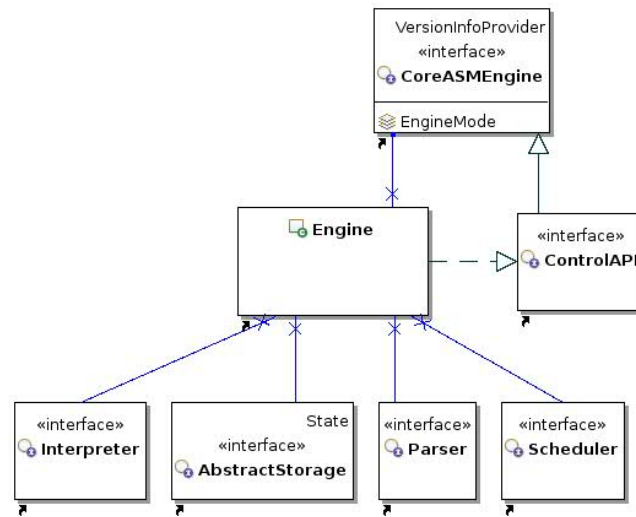 VersionInfoProvider
«interface»
CoreASMEngine
EngineMode
Engine
«interface»
ControlAPI
«interface»
Interpreter
State
«interface»
AbstractStorage
«interface»
Parser
«interface»
Scheduler